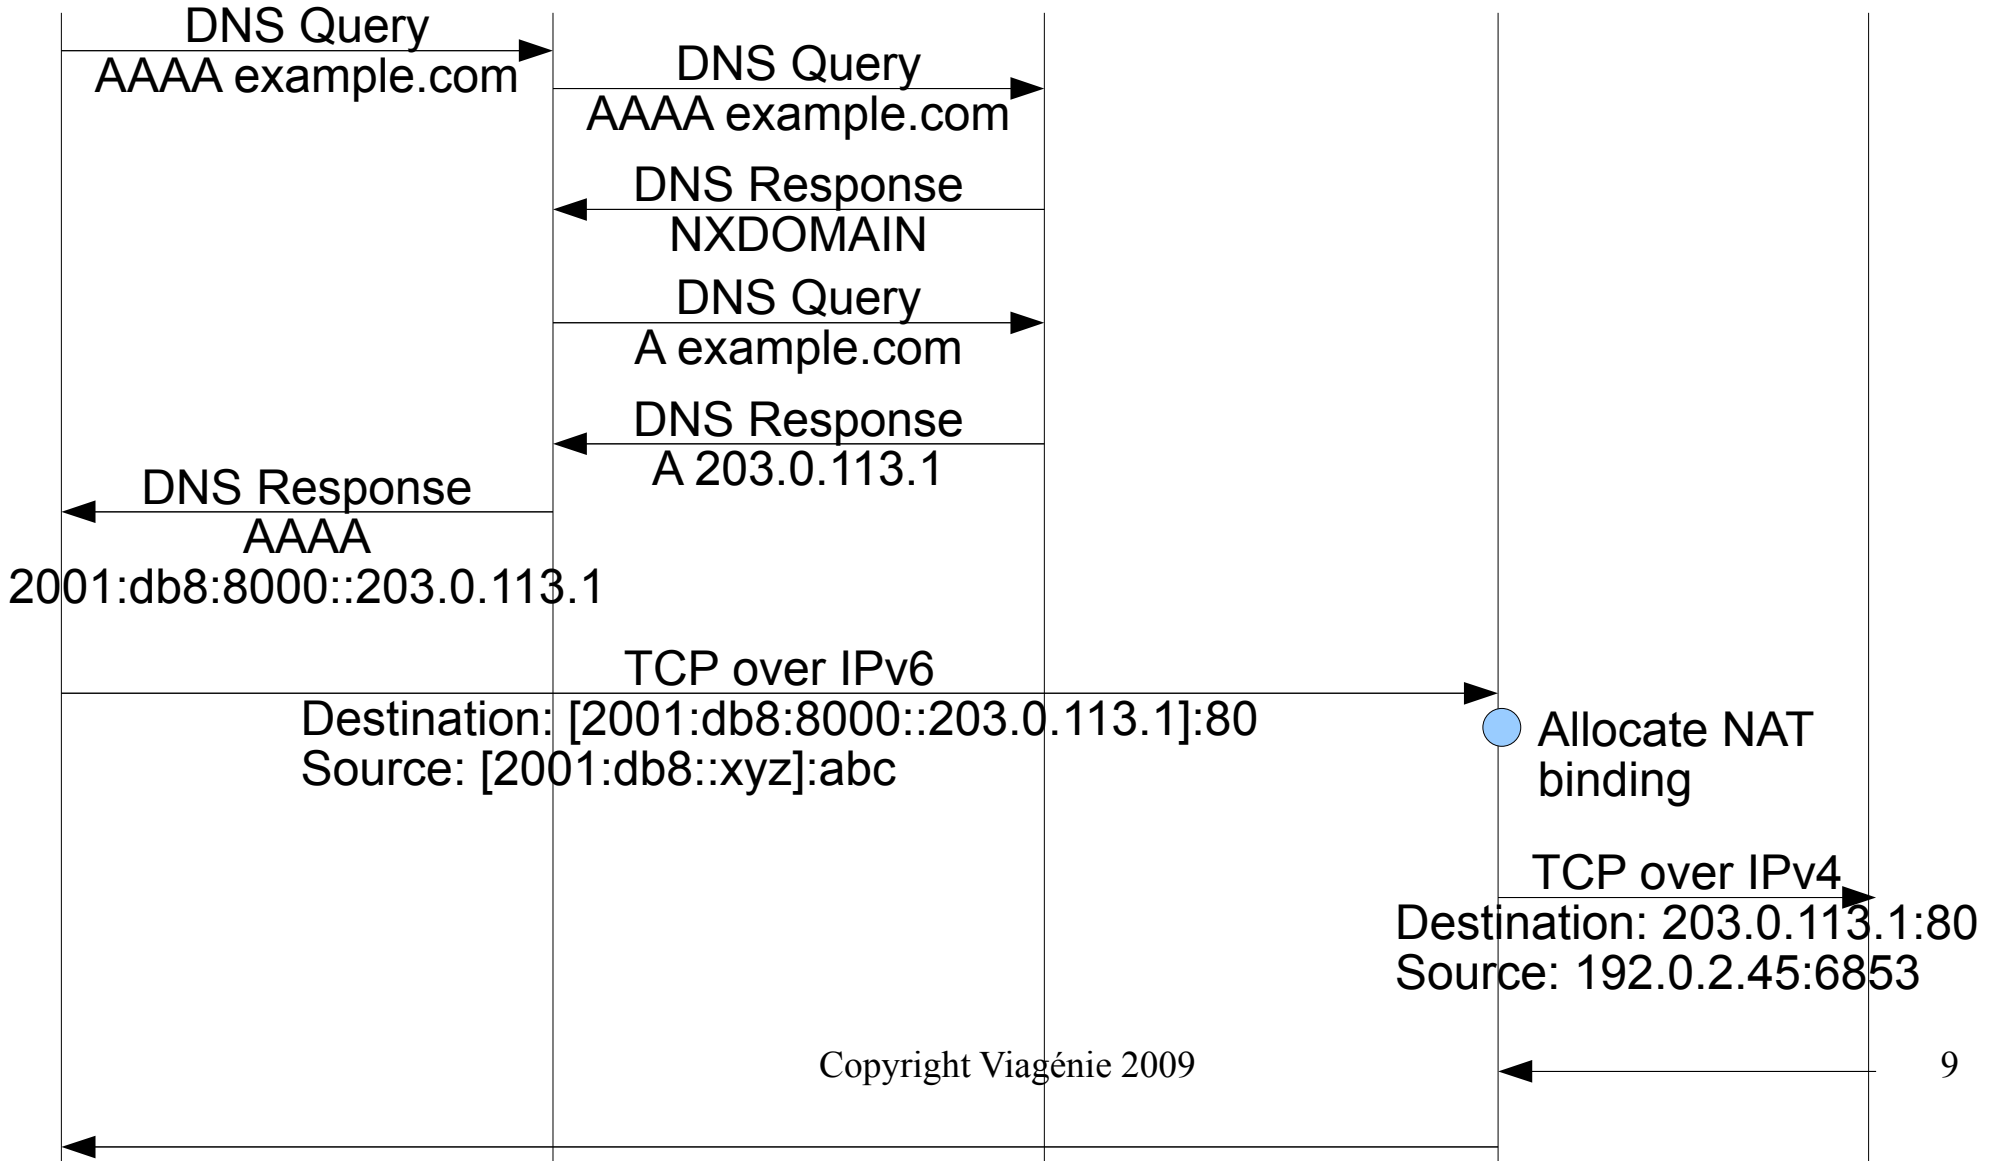 DNS Query
AAAA example.com
DNS Query
AAAA example.com
DNS Response
NXDOMAIN
DNS Query
A example.com
DNS Response
A 203.0.113.1
DNS Response
AAAA
2001:db8:8000::203.0.113.1
TCP over IPv6
Destination: [2001:db8:8000::203.0.113.1]:80
Source: [2001:db8::xyz]:abc
Allocate NAT
binding
TCP over IPv4
Destination: 203.0.113.1:80
Source: 192.0.2.45:6853
Copyright Viagénie 2009
9